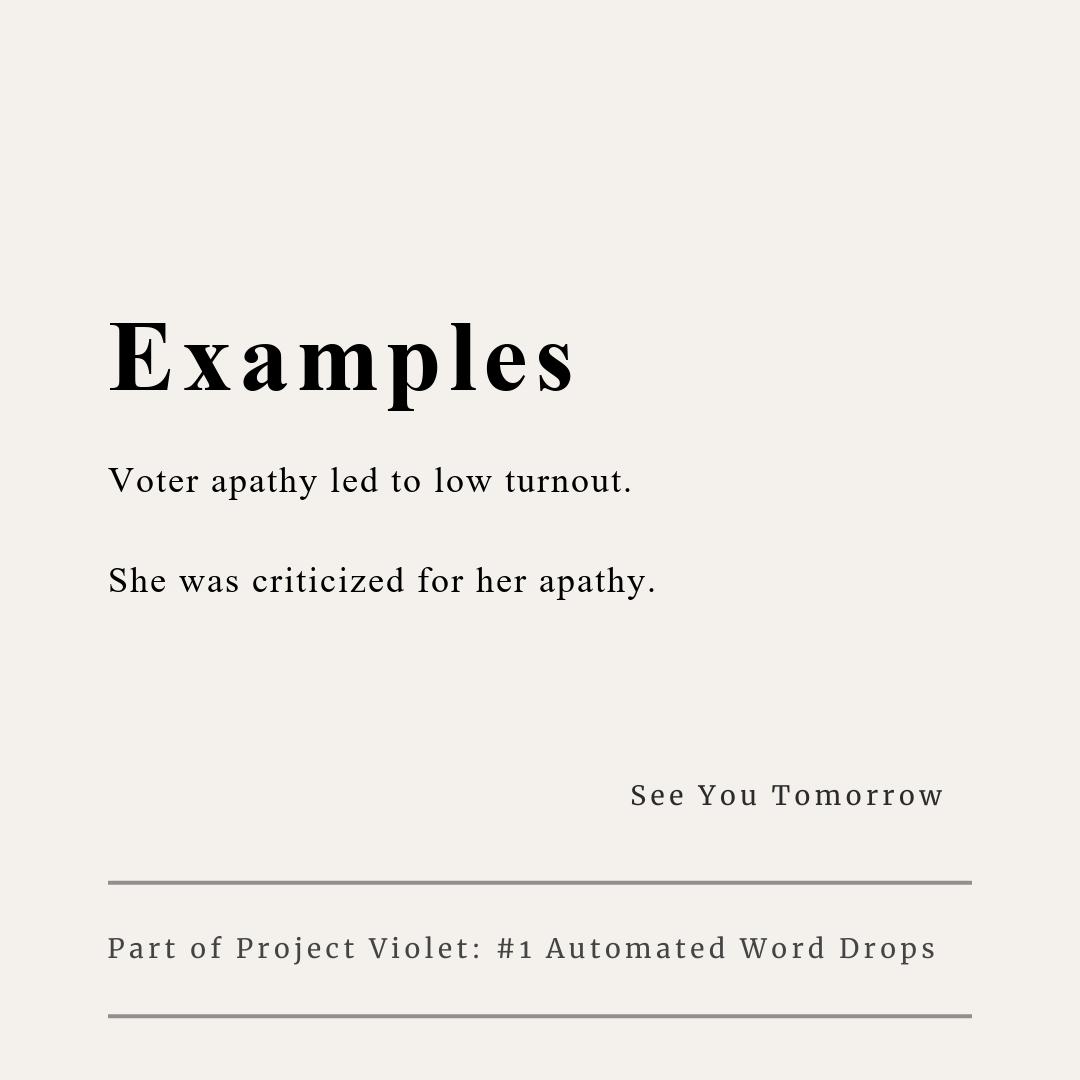 Examples
Voter apathy led to low turnout.
She was criticized for her apathy.
See You Tomorrow
Part of Project Violet: #1 Automated Word Drops